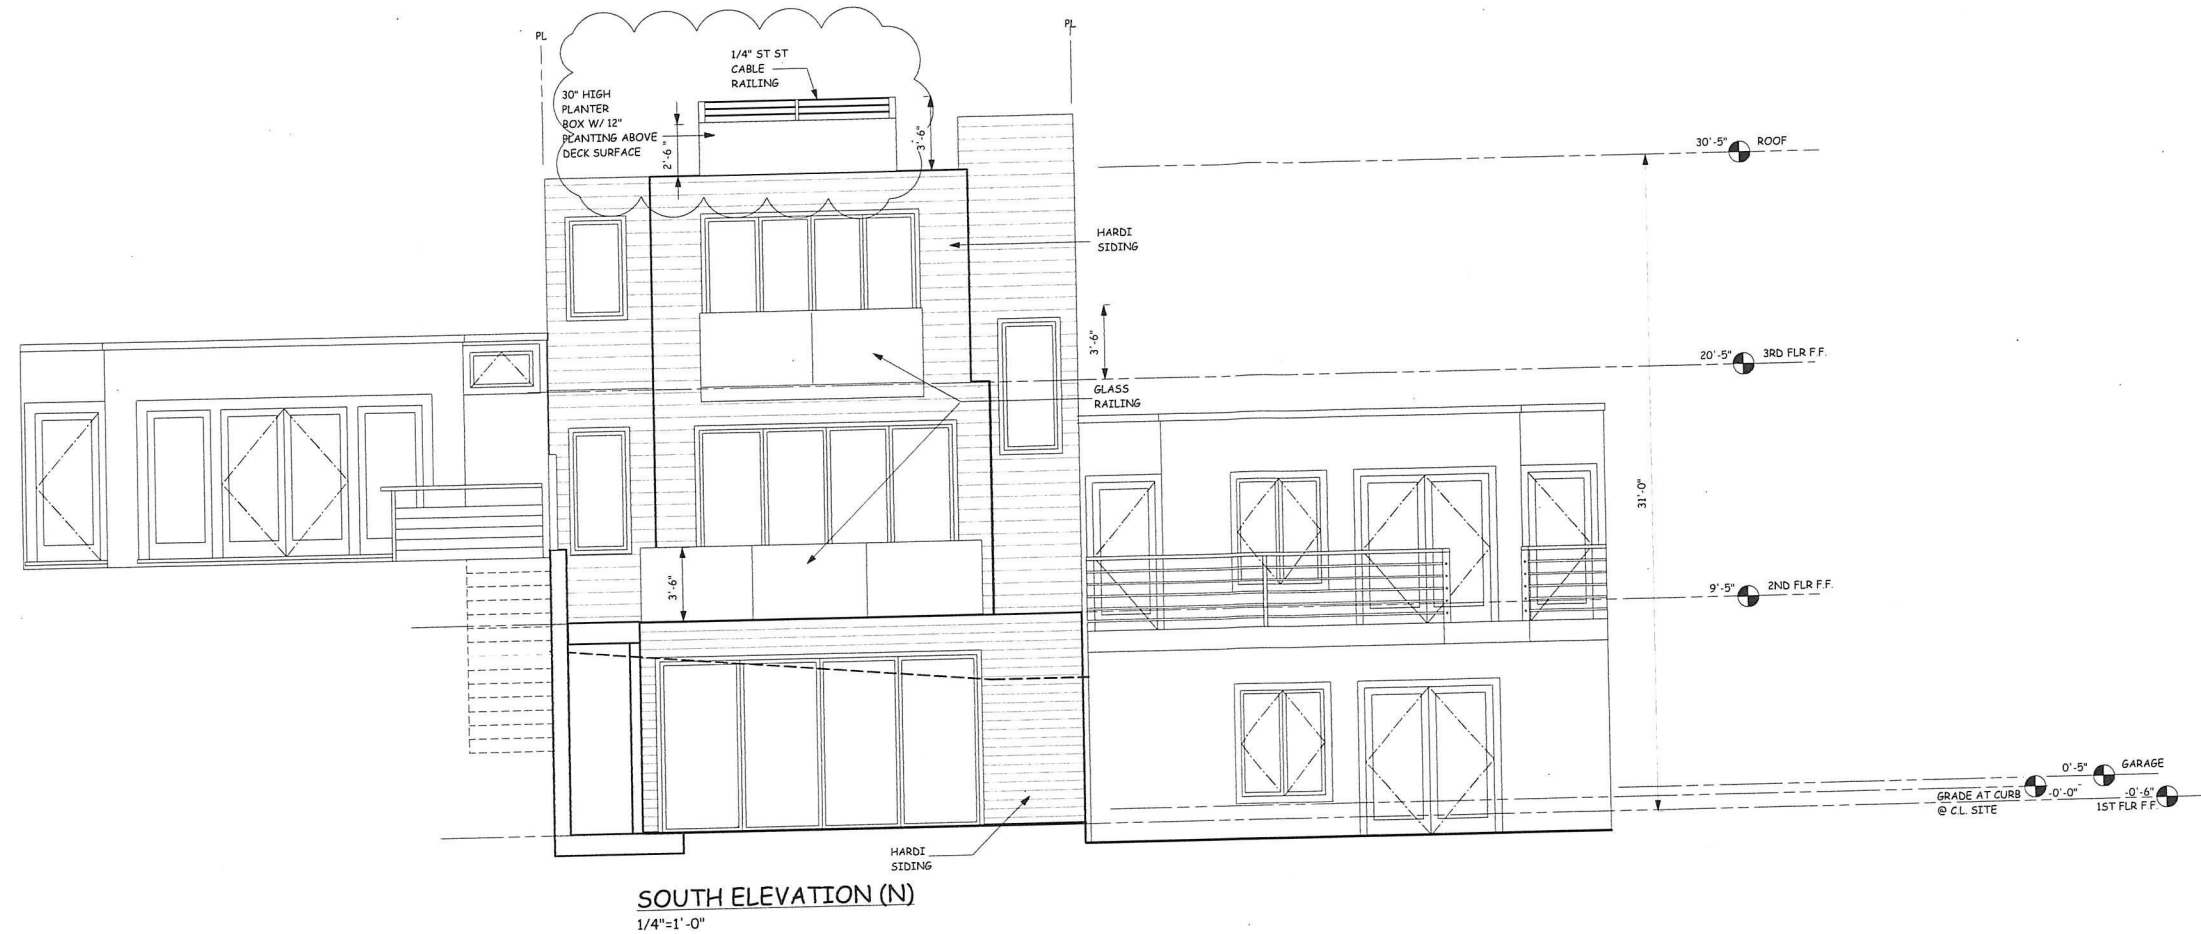 PL
PL
1/4" ST ST
CABLE
RAILING
30" HIGH
PLANTER
BOX W/ 12"
PLANTING ABOVE
DECK SURFACE
2'-6"
3'-6"
30'-5" ROOF
HARDI
SIDING
3'-6"
20'-5" 3RD FLR F.F.
GLASS
RAILING
31'-0"
3'-6"
9'-5" 2ND FLR F.F.
0'-5" GARAGE
GRADE AT CURB -0'-0"
@ C.L. SITE
-0'-6"
1ST FLR F.F.
HARDI
SIDING
SOUTH ELEVATION (N)
1/4"=1'-0"